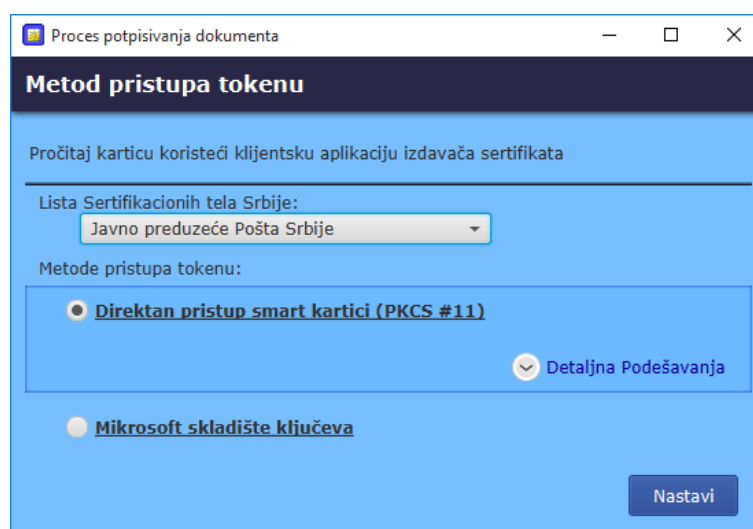 Proces potpisivanja dokumenta
Metod pristupa tokenu
Pročitaj karticu koristeći klijentsku aplikaciju izdavača sertifikata
Lista Sertifikacionih tela Srbije:
Javno preduzeće Pošta Srbije
Metode pristupa tokenu:
Direktan pristup smart kartici (PKCS #11)
Detaljna Podešavanja
Mikrosoft skladište ključeva
Nastavi